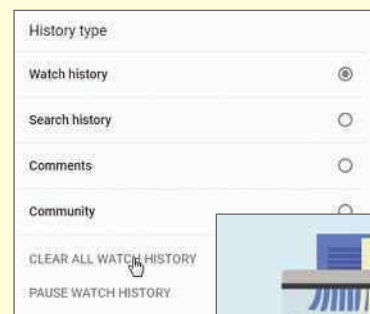 History type
Watch history
Search history
Comments
Community
CLEAR ALL WATCH HISTORY
PAUSE WATCH HISTORY